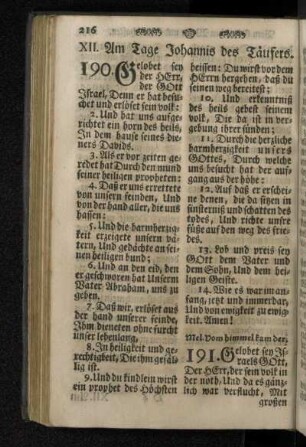 216
XII. Am Tage Johannis des Täufers.
190. Gelobet sey
der HErr,
der GOtt
Israel, Denn er hat besu-
chet und erlöset sein volk:
2. Und hat uns aufge-
richtet ein horn des heils,
In dem hause seines die-
ners Davids.
3. Als er vor zeiten ge-
redet hat Durch den mund
seiner heiligen propheten:
4. Daß er uns errettete
von unsern feinden, Und
von der hand aller, die uns
hassen:
5. Und die barmherzig-
keit erzeigete unsern vä-
tern, Und gedächt an sei-
nen heiligen bund;
6. Und an den eid, den
er geschworen hat Unserm
Vater Abraham, uns zu
geben.
7. Daß wir, erlöset aus
der hand unserer feinde,
Ihm dieneten ohne furcht
unser lebenlang.
8. In heiligkeit und ge-
rechtigkeit, Die ihm gefäl-
lig ist.
9. Und du kindlein wirst
ein prophet des Höchsten
heissen: Du wirst vor dem
HErrn hergehen, daß du
seinen weg bereitest;
10. Und erkenntniß
des heils gebest seinem
volk, Die da ist in ver-
gebung ihrer sünden;
11. Durch die herzliche
barmherzigkeit unsers
GOttes, Durch welche
uns besucht hat der auf-
gang aus der höhe:
12. Auf daß er erschei-
ne denen, die da sitzen in
finsterniß und schatten des
todes, Und richte unsre
füsse auf den weg des frie-
des.
13. Lob und preis sey
GOtt dem Vater und
dem Sohn, Und dem hei-
ligen Geiste.
14. Wie es war im an-
fang, jetzt und immerdar,
Und von ewigkeit zu ewig-
keit. Amen!
Mel. Vom himmel kam der.
191. Gelobet sey Is-
raels GOtt,
Der HErr, der sein volk in
der noth, Und da es gänz-
lich war verflucht, Mit
großen